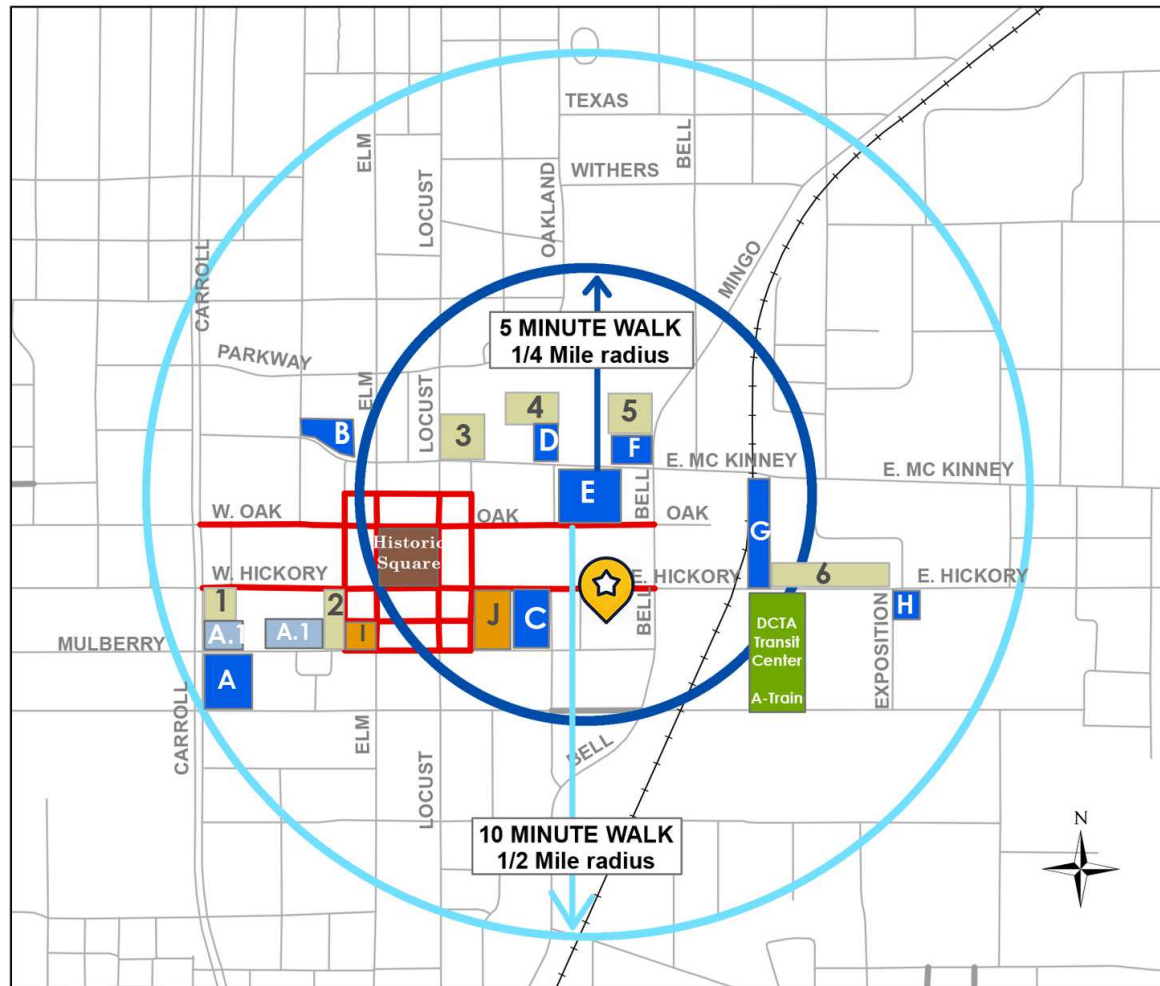 TEXAS
ELM
BELL
WITHERS
LOCUST
OAKLAND
CARROLL
MINGO
5 MINUTE WALK
1/4 Mile radius
PARKWAY
ELM
LOCUST
4
5
B
3
D
F
E. MC KINNEY
E. MC KINNEY
E
BELL
W. OAK
OAK
OAK
G
Historic
Square
W. HICKORY
E. HICKORY
6
E. HICKORY
1
2
J
C
BELL
H
A.1
A.1
I
MULBERRY
DCTA
Transit
Center
A-Train
A
EXPOSITION
CARROLL
ELM
LOCUST
BELL
10 MINUTE WALK
1/2 Mile radius
N